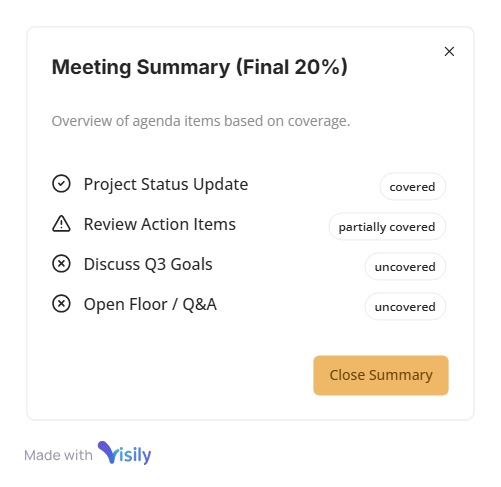 Meeting Summary (Final 20%)
Overview of agenda items based on coverage.
Project Status Update covered
Review Action Items partially covered
Discuss Q3 Goals uncovered
Open Floor / Q&A uncovered
Close Summary
Made with Visily